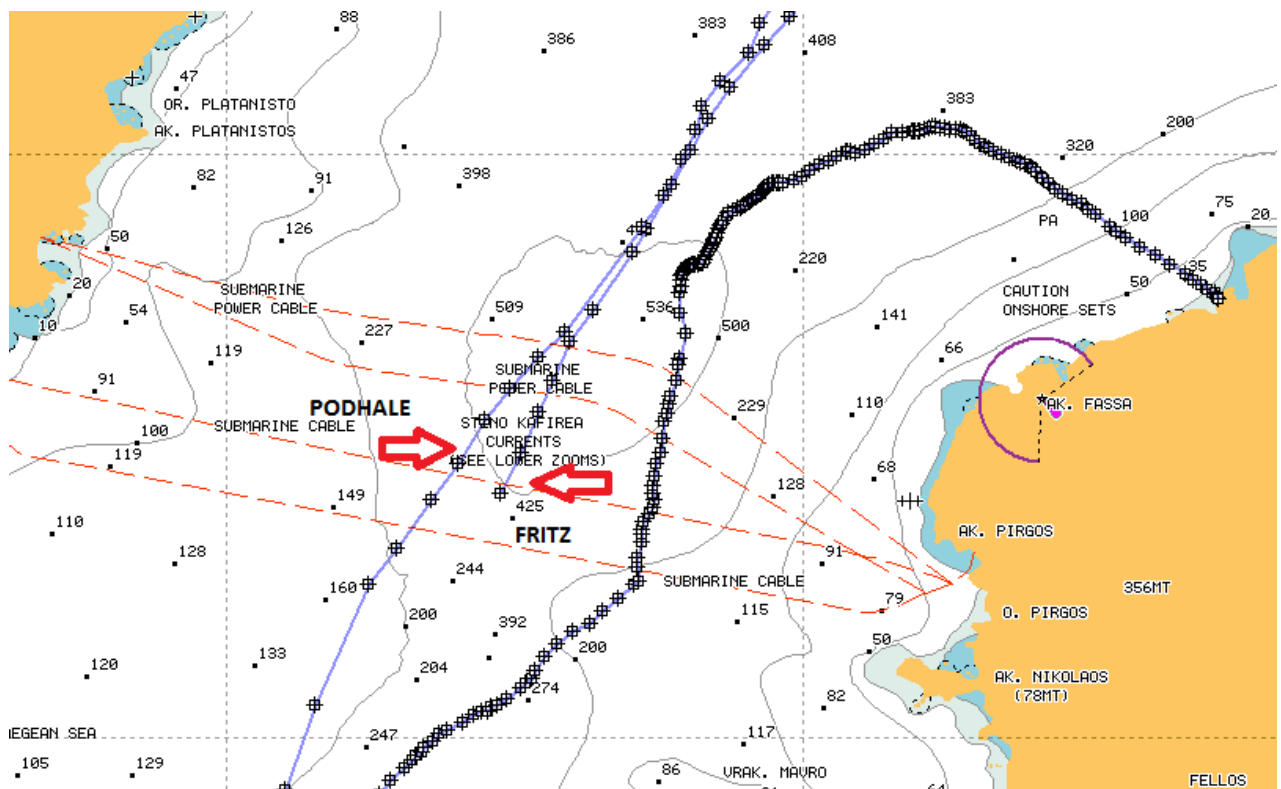 88
386
383
408
47
OR. PLATANISTO
AK. PLATANISTOS
383
200
320
82
91
398
126
50
PA
100
75
20
220
20
SUBMARINE
POWER CABLE
54
509
536
500
227
141
CAUTION
ONSHORE SETS
50
35
10
119
66
91
SUBMARINE
POWER CABLE
PODHALE
SUBMARINE CABLE
STENO KAFIREA
CURRENTS
(SEE LOWER ZOOMS)
229
110
AK. FASSA
100
119
149
425
FRITZ
128
68
110
128
AK. PIRGOS
91
160
244
SUBMARINE CABLE
79
356MT
200
392
115
O. PIRGOS
133
204
200
50
120
274
AK. NIKOLAOS
(78MT)
82
AEGEAN SEA
247
117
105
129
86
VRAK. MAVRO
64
FELLOS